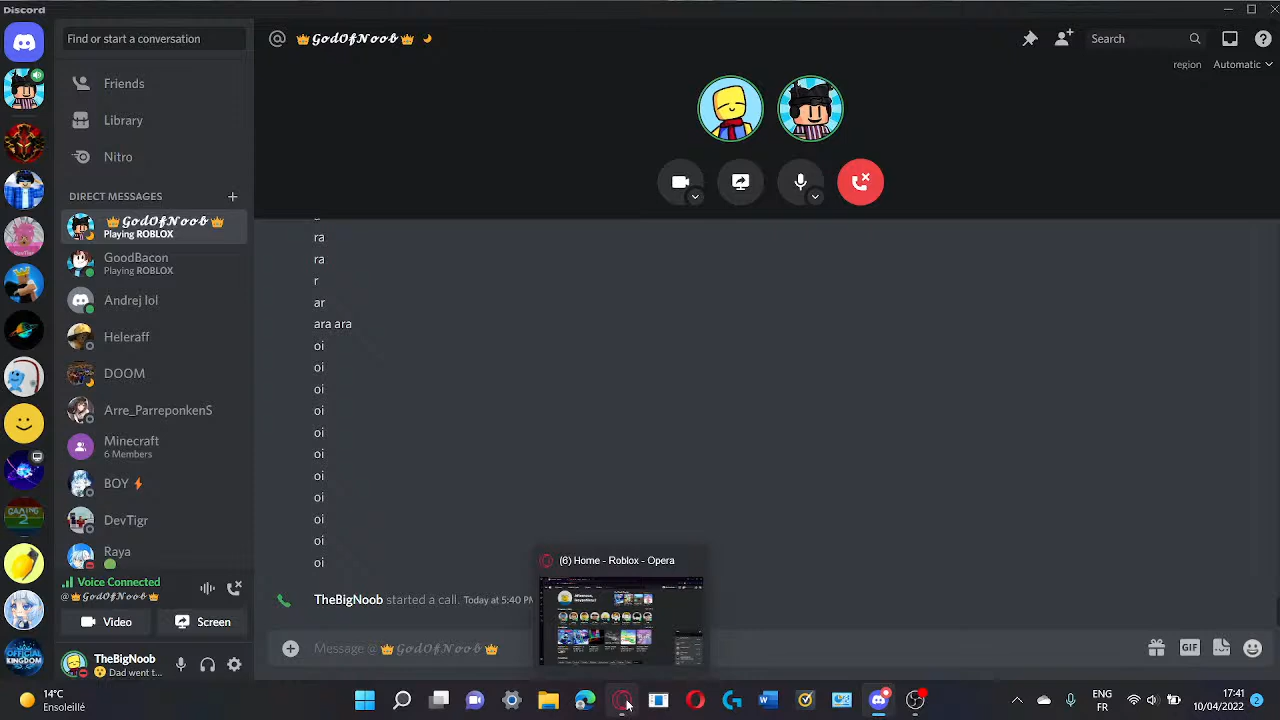 Discord
Find or start a conversation
👑𝓖𝓸𝓭𝓞𝓯𝓝𝓸𝓸𝓫👑
Search
region
Automatic
Friends
Library
Nitro
DIRECT MESSAGES
👑𝓖𝓸𝓭𝓞𝓯𝓝𝓸𝓸𝓫👑
Playing ROBLOX
GoodBacon
Playing ROBLOX
Andrej lol
Heleraff
DOOM
Arre_ParreponkenS
Minecraft
6 Members
BOY ⚡
DevTigr
Raya
ra
ra
r
ar
ara ara
oi
oi
oi
oi
oi
oi
oi
oi
oi
oi
oi
TheBigNoob started a call. Today at 5:40 PM
(6) Home - Roblox - Opera
Voice Connected
@👑𝓖𝓸𝓭𝓞𝓯𝓝𝓸𝓸𝓫👑
Video
Screen
Message @👑𝓖𝓸𝓭𝓞𝓯𝓝𝓸𝓸𝓫👑
GIF
TheBigNoob
😗 Dad went t...
14°C
Ensoleillé
ENG
FR
17:41
10/04/2022
2